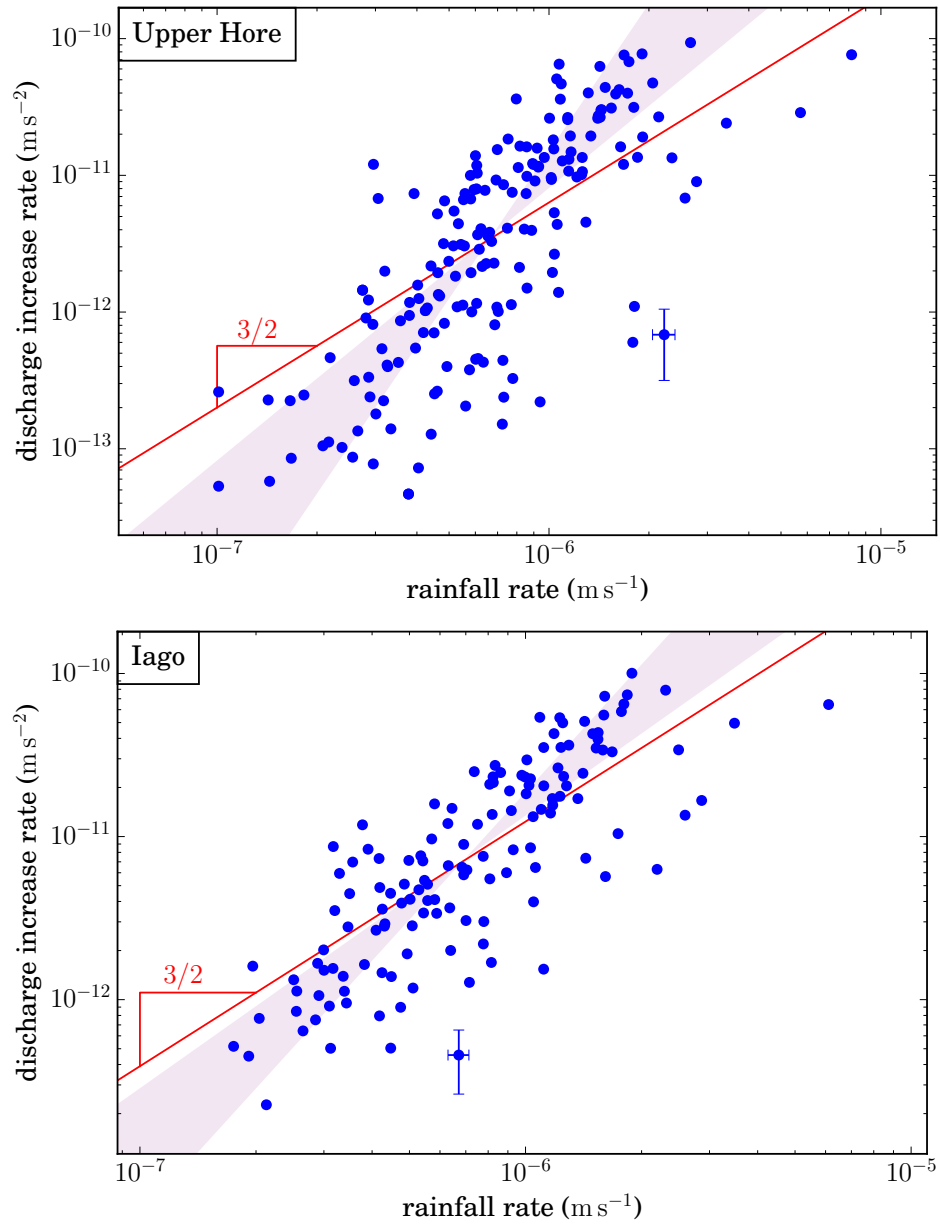 Upper Hore
discharge increase rate (m s⁻²)
10⁻¹⁰
10⁻¹¹
10⁻¹²
10⁻¹³
3/2
10⁻⁷
10⁻⁶
10⁻⁵
rainfall rate (m s⁻¹)
Iago
discharge increase rate (m s⁻²)
10⁻¹⁰
10⁻¹¹
10⁻¹²
3/2
10⁻⁷
10⁻⁶
10⁻⁵
rainfall rate (m s⁻¹)